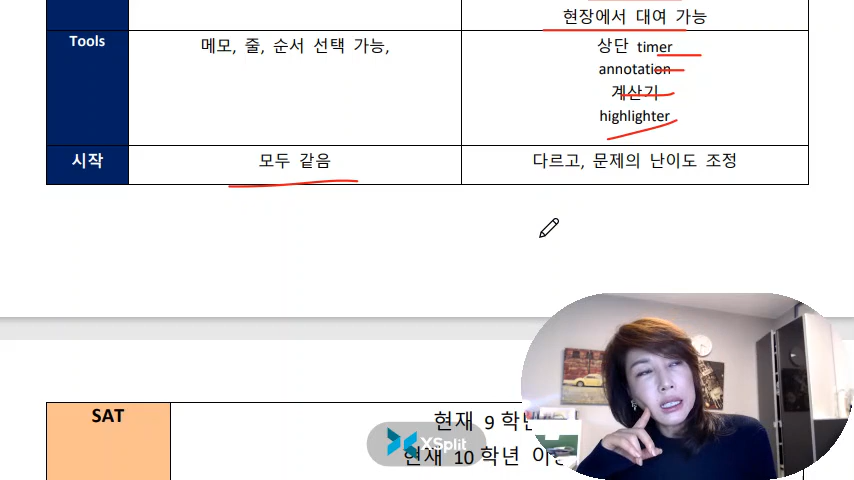 현장에서 대여 가능
Tools
메모, 줄, 순서 선택 가능,
상단 timer
annotation
계산기
highlighter
시작
모두 같음
다르고, 문제의 난이도 조정
SAT
현재 9 학년
XSplit
현재 10 학년